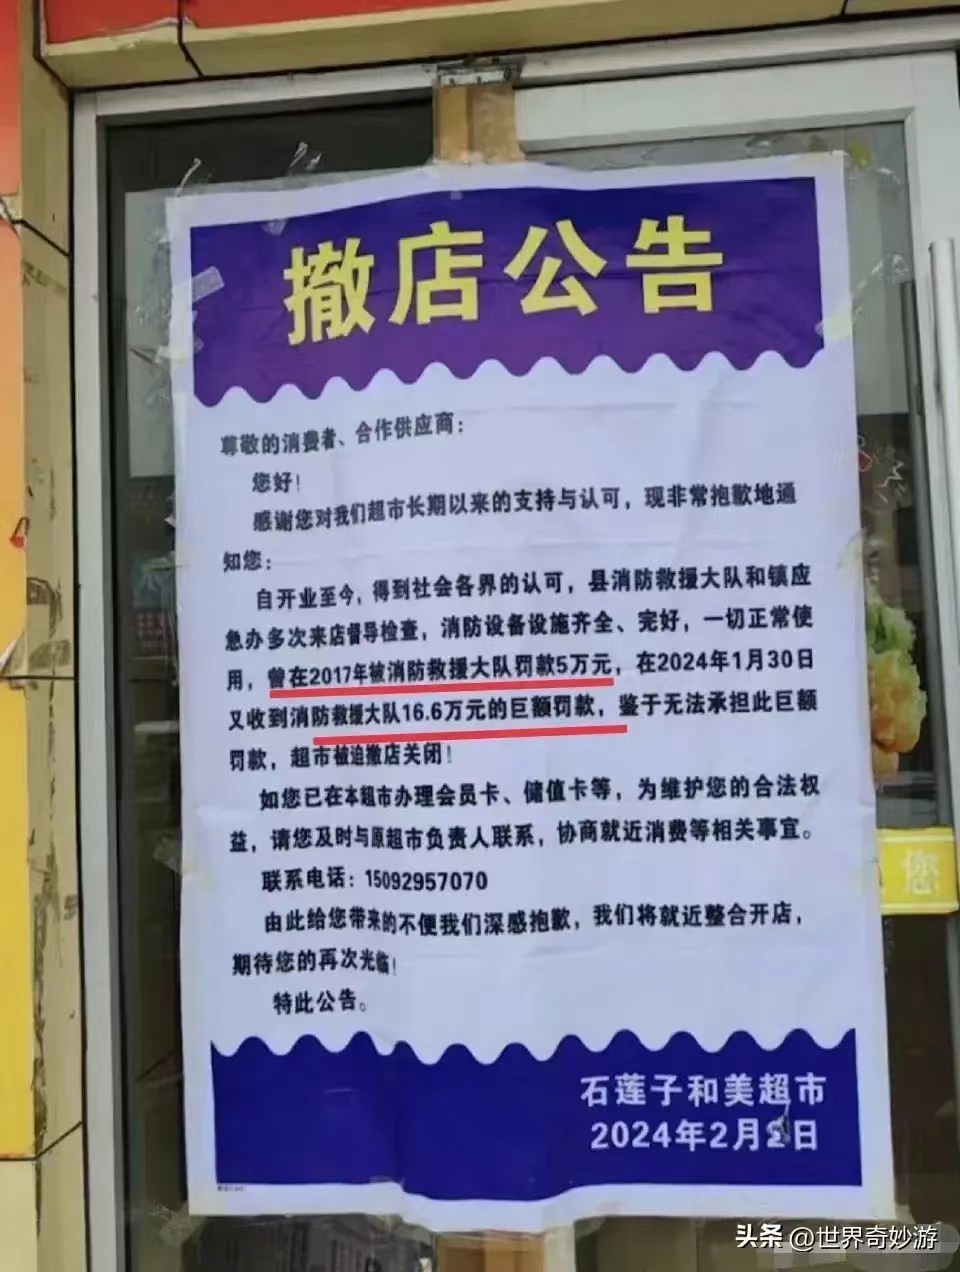 撤店公告
尊敬的消费者、合作供应商：
您好！
感谢您对我们超市长期以来的支持与认可，现非常抱歉地通
知您：
自开业至今，得到社会各界的认可，县消防救援大队和镇应
急办多次来店督导检查，消防设备设施齐全、完好，一切正常使
用，曾在2017年被消防救援大队罚款5万元，在2024年1月30日
又收到消防救援大队16.6万元的巨额罚款，鉴于无法承担此巨额
罚款，超市被迫撤店关闭！
如您已在本超市办理会员卡、储值卡等，为维护您的合法权
益，请您及时与原超市负责人联系，协商就近消费等相关事宜。
联系电话：15092957070
由此给您带来的不便我们深感抱歉，我们将就近整合开店，
期待您的再次光临！
特此公告。
石莲子和美超市
2024年2月2日
您
头条 @世界奇妙游